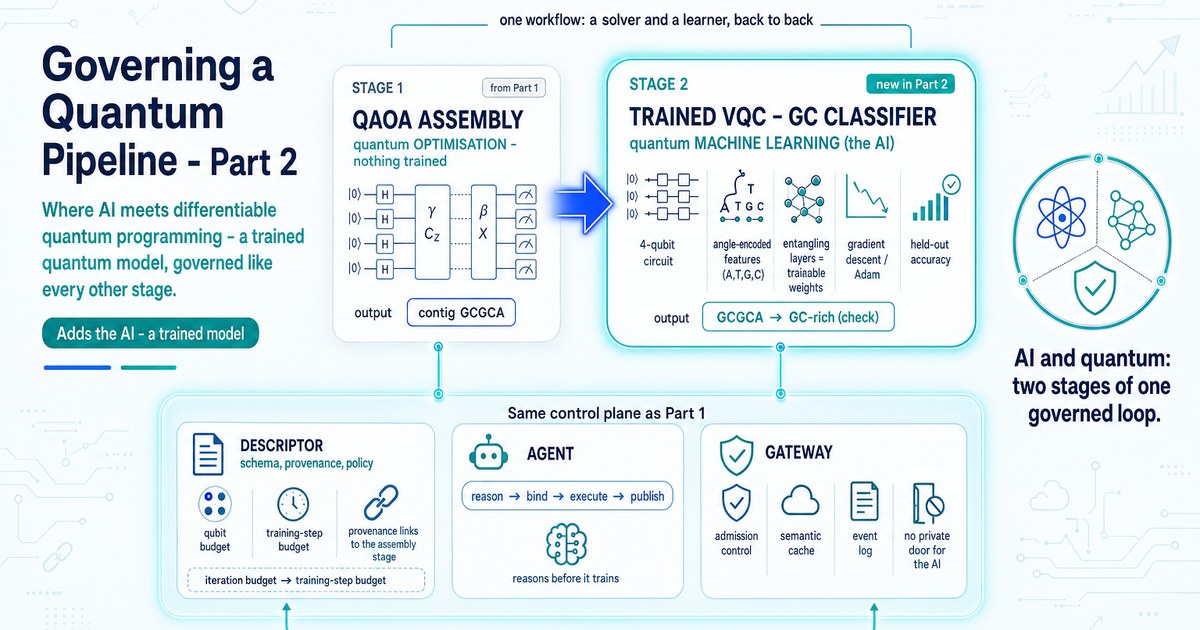 one workflow: a solver and a learner, back to back
Governing a
Quantum
Pipeline - Part 2
Where AI meets differentiable
quantum programming – a trained
quantum model, governed like
every other stage.
Adds the AI - a trained model
STAGE 1
from Part 1
QAOA ASSEMBLY
quantum OPTIMISATION –
nothing trained
|0⟩ H
|0⟩ H
|0⟩ H
|0⟩ H
γ
C_Z
β
X
output
contig GCGCA
STAGE 2
new in Part 2
TRAINED VQC – GC CLASSIFIER
quantum MACHINE LEARNING (the AI)
|0⟩
|0⟩
|0⟩
4-qubit
circuit
T
A T G C
angle-encoded
features
(A,T,G,C)
entangling
layers =
trainable
weights
gradient
descent /
Adam
held-out
accuracy
output
GCGCA → GC-rich (check)
AI and quantum:
two stages of one
governed loop.
Same control plane as Part 1
DESCRIPTOR
schema, provenance, policy
qubit
budget
training-step
budget
provenance links
to the assembly
stage
iteration budget → training-step budget
AGENT
reason → bind → execute → publish
reasons before it trains
GATEWAY
admission
control
semantic
cache
event
log
no private
door for
the AI